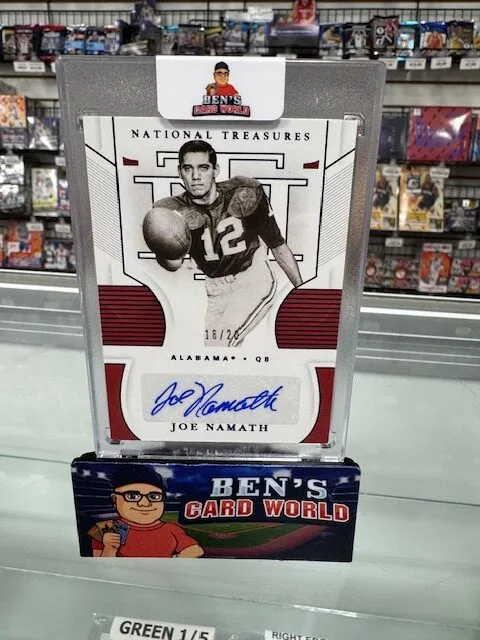 BEN'S
CARD WORLD
NATIONAL TREASURES
NT
12
18/20
ALABAMA • QB
Joe Namath
JOE NAMATH
BEN'S
CARD WORLD
GREEN 1/5